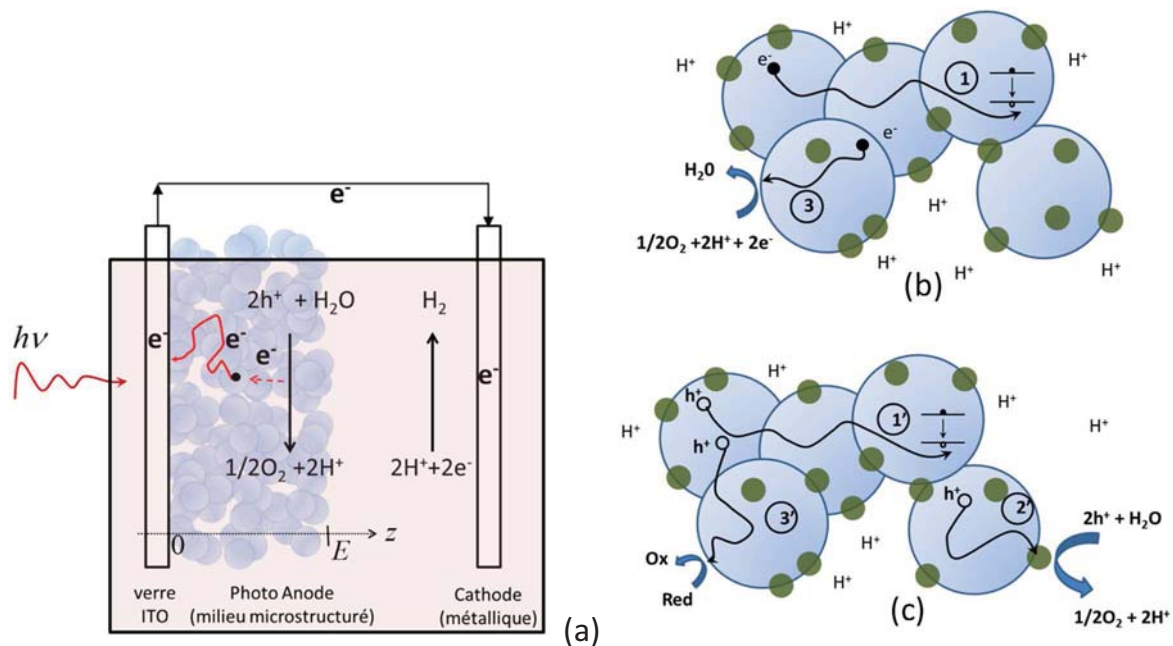 e-
hν
e-
e-
e-
e-
2h+ + H2O
1/2O2 +2H+
H2
2H++2e-
0
E
z
verre
ITO
Photo Anode
(milieu microstructuré)
Cathode
(métallique)
(a)
H+
H+
e-
1
H+
e-
H20
3
H+
H+
1/2O2 +2H+ + 2e-
H+
H+
H+
(b)
H+
h+
1'
H+
H+
H+
h+
h+
2'
3'
H+
2h+ + H2O
Ox
Red
H+
(c)
1/2O2 + 2H+